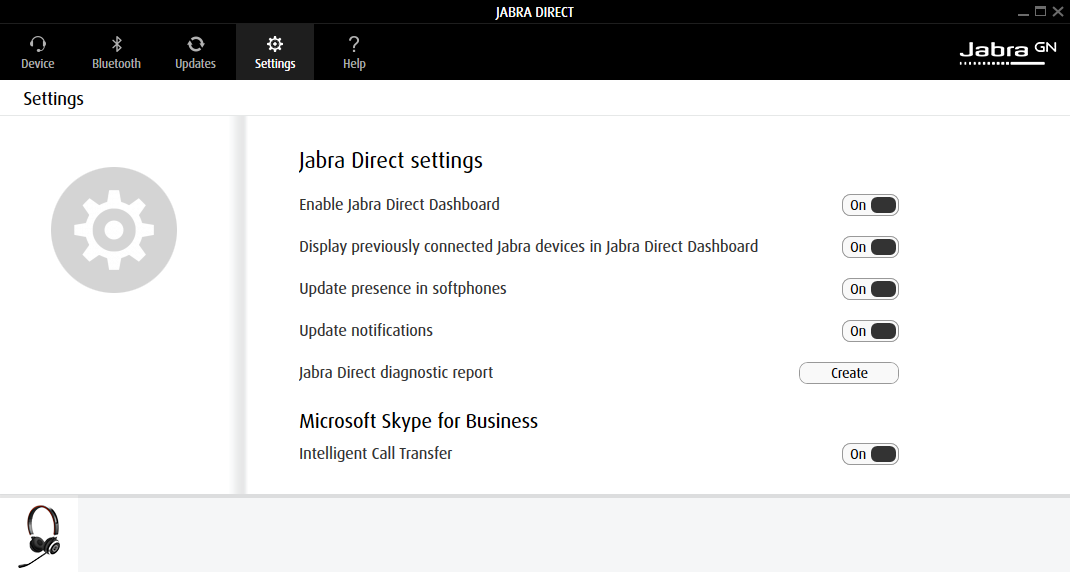 JABRA DIRECT
Device Bluetooth Updates Settings Help
Jabra GN
Settings
Jabra Direct settings
Enable Jabra Direct Dashboard On
Display previously connected Jabra devices in Jabra Direct Dashboard On
Update presence in softphones On
Update notifications On
Jabra Direct diagnostic report Create
Microsoft Skype for Business
Intelligent Call Transfer On